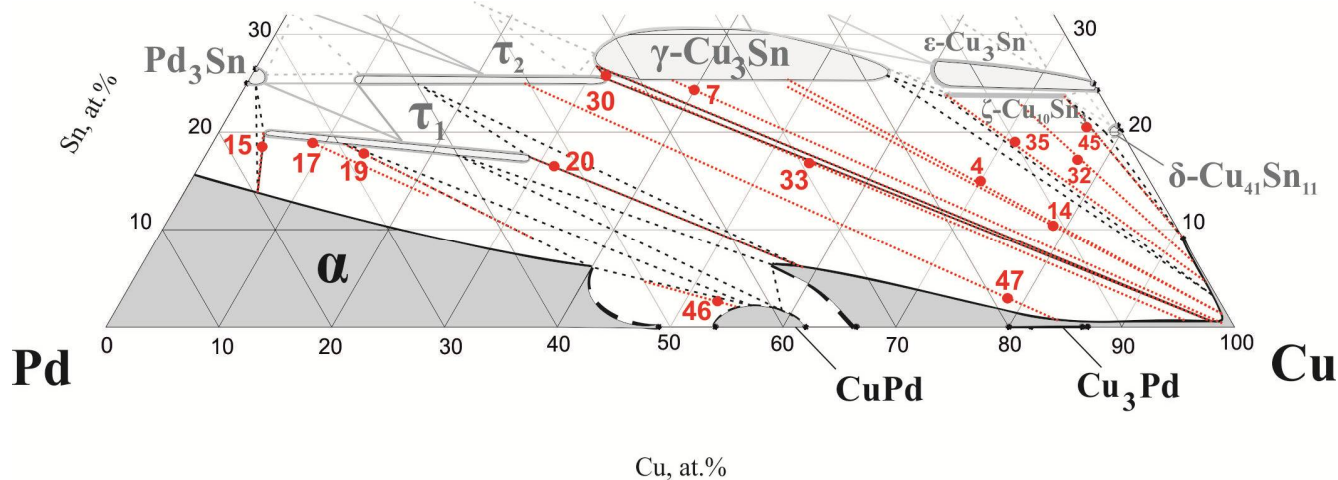 30
30
Pd₃Sn
τ₂
γ-Cu₃Sn
ε-Cu₃Sn
Sn, at.%
30
7
20
τ₁
ζ-Cu₁₀Sn
20
15
17
19
20
33
4
35
45
32
δ-Cu₄₁Sn₁₁
10
14
10
α
46
47
Pd
0
10
20
30
40
50
60
70
80
90
100
Cu
CuPd
Cu₃Pd
Cu, at.%